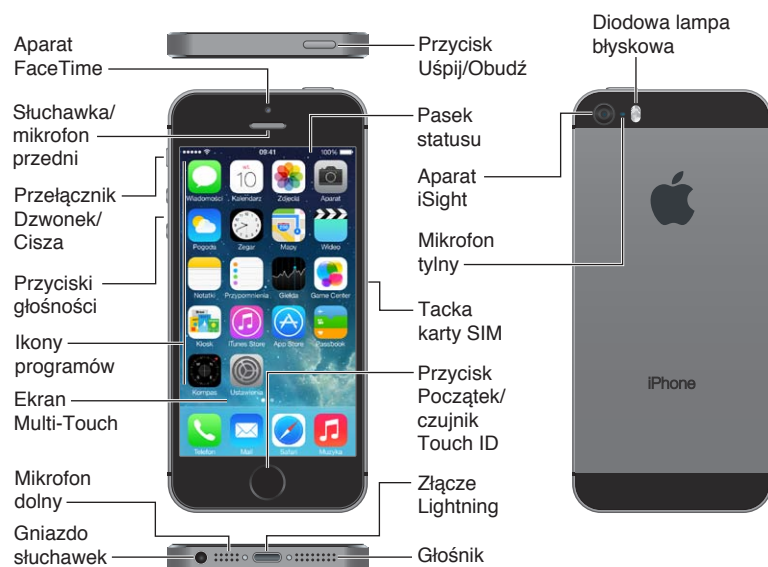 Aparat
FaceTime
Słuchawka/
mikrofon
przedni
Przełącznik
Dzwonek/
Cisza
Przyciski
głośności
Ikony
programów
Ekran
Multi-Touch
Mikrofon
dolny
Gniazdo
słuchawek
09:41
100%
10
Wiadomości Kalendarz Zdjęcia Aparat
Pogoda Zegar Mapy Wideo
Notatki Przypomnienia Giełda Game Center
Kiosk iTunes Store App Store Passbook
Kompas Ustawienia
Telefon Mail Safari Muzyka
Przycisk
Uśpij/Obudź
Pasek
statusu
Aparat
iSight
Mikrofon
tylny
Tacka
karty SIM
Przycisk
Początek/
czujnik
Touch ID
Złącze
Lightning
Głośnik
Diodowa lampa
błyskowa
iPhone